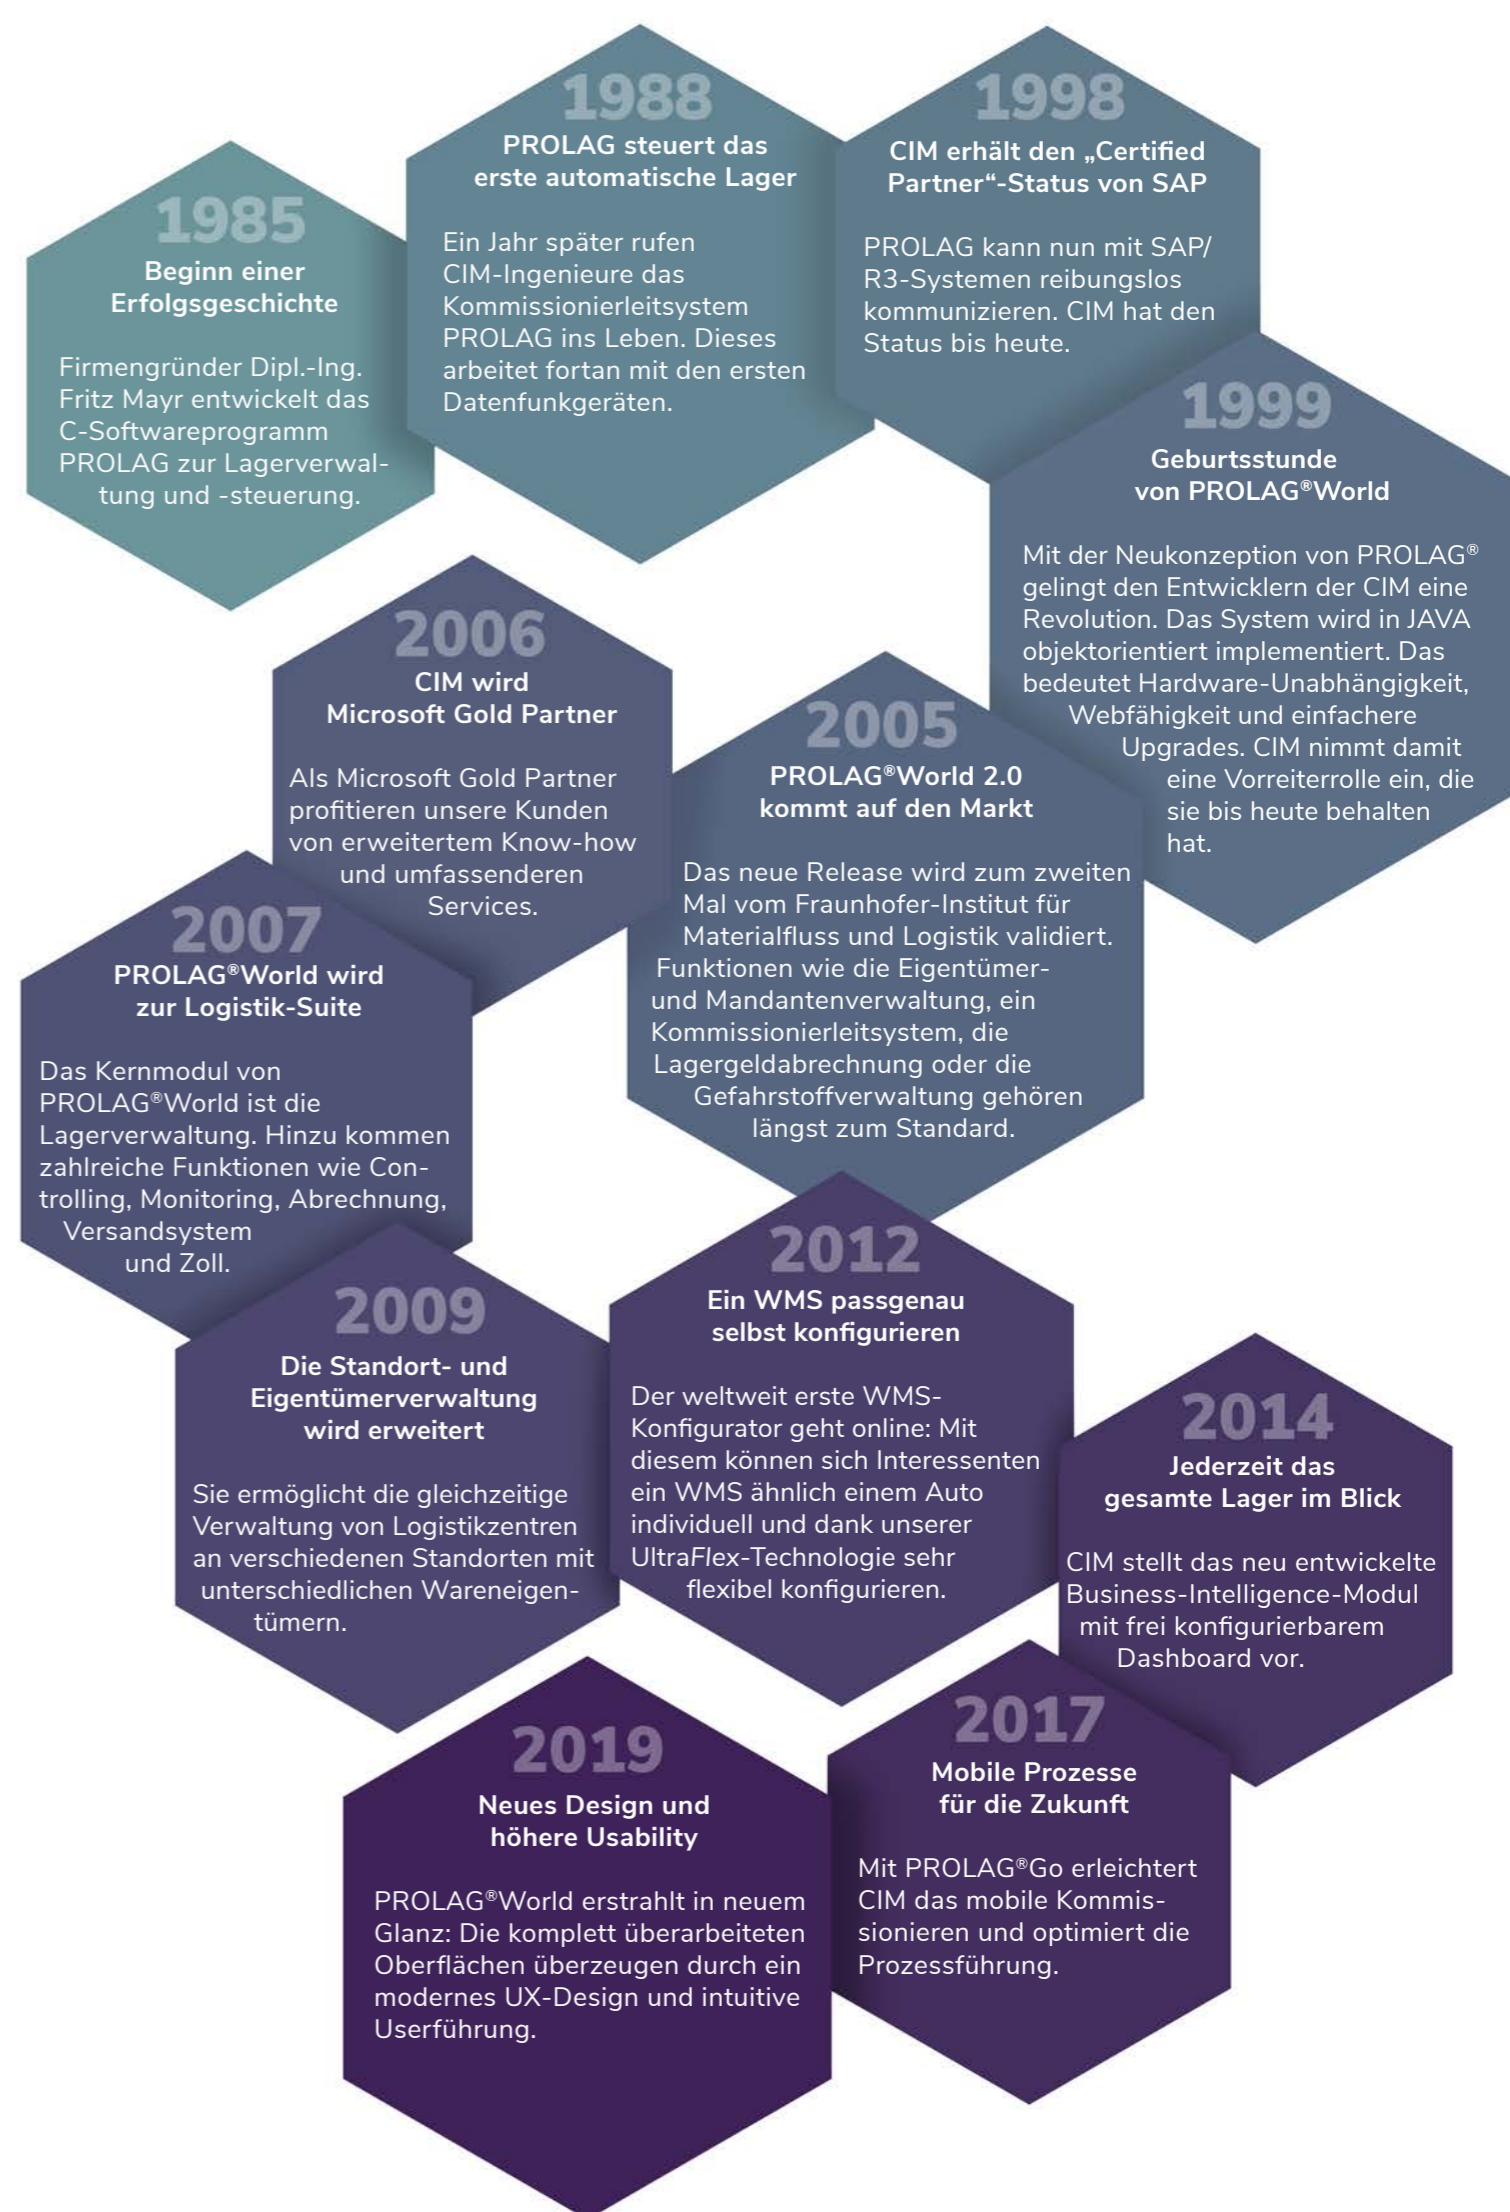 1985
Beginn einer
Erfolgsgeschichte
Firmengründer Dipl.-Ing.
Fritz Mayr entwickelt das
C-Softwareprogramm
PROLAG zur Lagerverwal-
tung und -steuerung.
1988
PROLAG steuert das
erste automatische Lager
Ein Jahr später rufen
CIM-Ingenieure das
Kommissionierleitsystem
PROLAG ins Leben. Dieses
arbeitet fortan mit den ersten
Datenfunkgeräten.
1998
CIM erhält den „Certified
Partner“-Status von SAP
PROLAG kann nun mit SAP/
R3-Systemen reibungslos
kommunizieren. CIM hat den
Status bis heute.
1999
Geburtsstunde
von PROLAG®World
Mit der Neukonzeption von PROLAG®
gelingt den Entwicklern der CIM eine
Revolution. Das System wird in JAVA
objektorientiert implementiert. Das
bedeutet Hardware-Unabhängigkeit,
Webfähigkeit und einfachere
Upgrades. CIM nimmt damit
eine Vorreiterrolle ein, die
sie bis heute behalten
hat.
2005
PROLAG®World 2.0
kommt auf den Markt
Das neue Release wird zum zweiten
Mal vom Fraunhofer-Institut für
Materialfluss und Logistik validiert.
Funktionen wie die Eigentümer-
und Mandantenverwaltung, ein
Kommissionierleitsystem, die
Lagergeldabrechnung oder die
Gefahrstoffverwaltung gehören
längst zum Standard.
2006
CIM wird
Microsoft Gold Partner
Als Microsoft Gold Partner
profitieren unsere Kunden
von erweitertem Know-how
und umfassenderen
Services.
2007
PROLAG®World wird
zur Logistik-Suite
Das Kernmodul von
PROLAG®World ist die
Lagerverwaltung. Hinzu kommen
zahlreiche Funktionen wie Con-
trolling, Monitoring, Abrechnung,
Versandsystem
und Zoll.
2009
Die Standort- und
Eigentümerverwaltung
wird erweitert
Sie ermöglicht die gleichzeitige
Verwaltung von Logistikzentren
an verschiedenen Standorten mit
unterschiedlichen Wareneigen-
tümern.
2012
Ein WMS passgenau
selbst konfigurieren
Der weltweit erste WMS-
Konfigurator geht online: Mit
diesem können sich Interessenten
ein WMS ähnlich einem Auto
individuell und dank unserer
UltraFlex-Technologie sehr
flexibel konfigurieren.
2014
Jederzeit das
gesamte Lager im Blick
CIM stellt das neu entwickelte
Business-Intelligence-Modul
mit frei konfigurierbarem
Dashboard vor.
2017
Mobile Prozesse
für die Zukunft
Mit PROLAG®Go erleichtert
CIM das mobile Kommis-
sionieren und optimiert die
Prozessführung.
2019
Neues Design und
höhere Usability
PROLAG®World erstrahlt in neuem
Glanz: Die komplett überarbeiteten
Oberflächen überzeugen durch ein
modernes UX-Design und intuitive
Userführung.